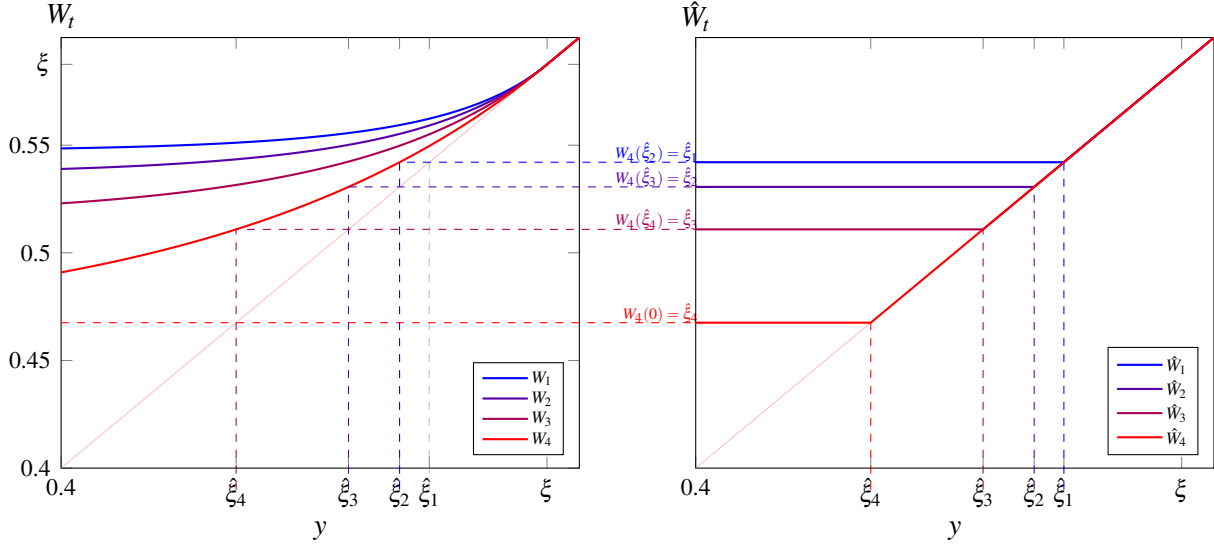 W_t
ξ
0.55
0.5
0.45
0.4
0.4
ξ̂_4
ξ̂_3
ξ̂_2
ξ̂_1
ξ
y
W_1
W_2
W_3
W_4
W_4(ξ̂_2) = ξ̂_1
W_4(ξ̂_3) = ξ̂_2
W_4(ξ̂_4) = ξ̂_3
W_4(0) = ξ̂_4
Ŵ_t
0.4
ξ̂_4
ξ̂_3
ξ̂_2
ξ̂_1
ξ
y
Ŵ_1
Ŵ_2
Ŵ_3
Ŵ_4